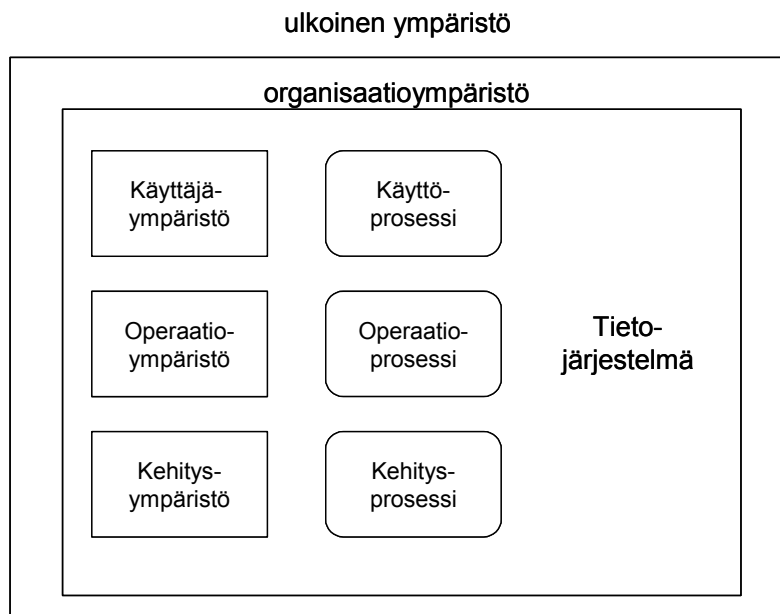 ulkoinen ympäristö
organisaatioympäristö
Käyttäjä-
ympäristö
Käyttö-
prosessi
Operaatio-
ympäristö
Operaatio-
prosessi
Tieto-
järjestelmä
Kehitys-
ympäristö
Kehitys-
prosessi